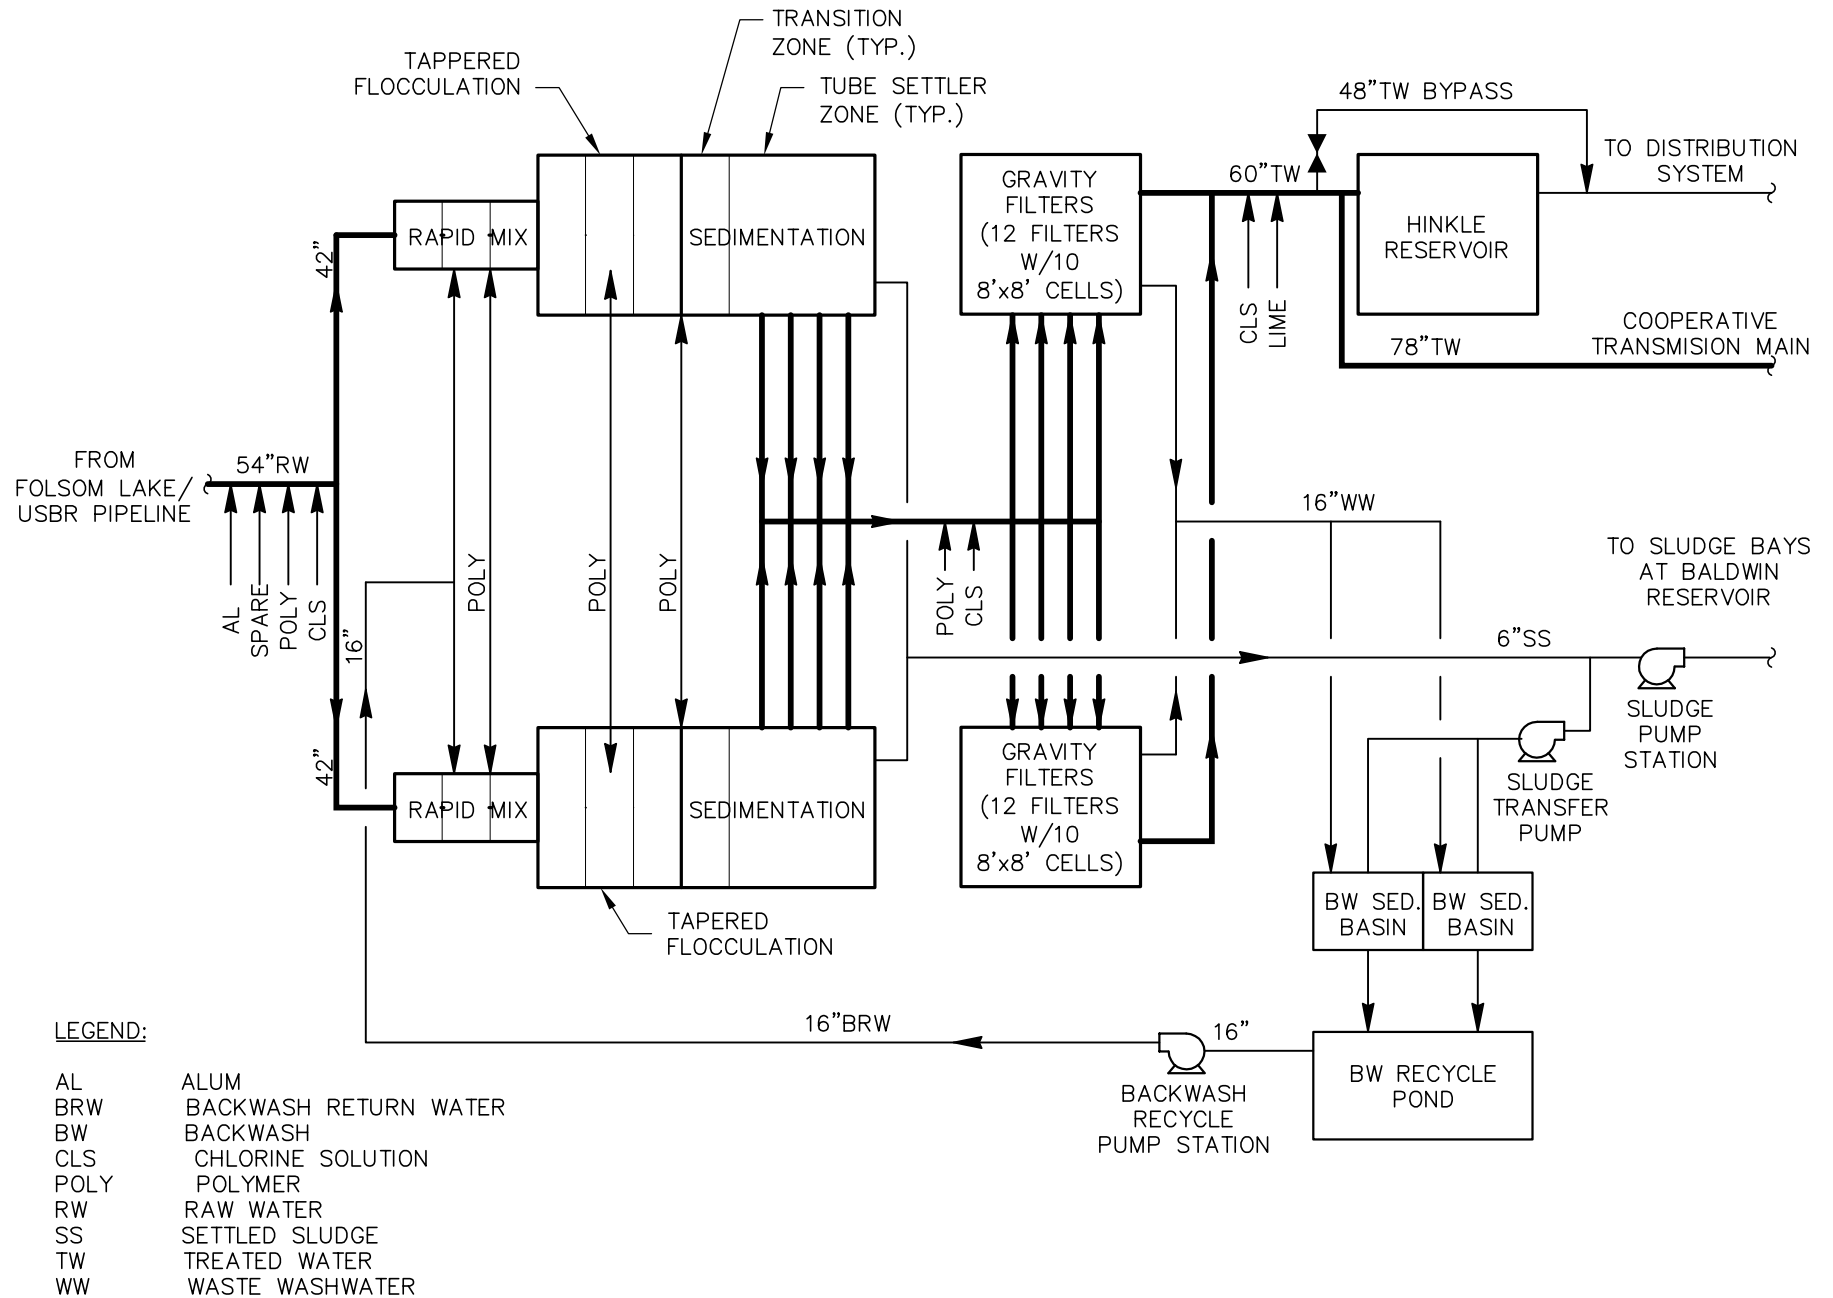 TRANSITION
ZONE (TYP.)
TAPPERED
FLOCCULATION
TUBE SETTLER
ZONE (TYP.)
48"TW BYPASS
TO DISTRIBUTION
SYSTEM
60"TW
GRAVITY
FILTERS
(12 FILTERS
W/10
8'x8' CELLS)
HINKLE
RESERVOIR
RAPID MIX
SEDIMENTATION
42"
CLS
LIME
COOPERATIVE
TRANSMISION MAIN
78"TW
FROM
FOLSOM LAKE/
USBR PIPELINE
54"RW
16"WW
AL
SPARE
POLY
CLS
16"
POLY
POLY
POLY
POLY
CLS
TO SLUDGE BAYS
AT BALDWIN
RESERVOIR
6"SS
SLUDGE
PUMP
STATION
42"
RAPID MIX
SEDIMENTATION
GRAVITY
FILTERS
(12 FILTERS
W/10
8'x8' CELLS)
SLUDGE
TRANSFER
PUMP
TAPERED
FLOCCULATION
BW SED.
BASIN
BW SED.
BASIN
16"BRW
16"
BACKWASH
RECYCLE
PUMP STATION
BW RECYCLE
POND
LEGEND:
AL ALUM
BRW BACKWASH RETURN WATER
BW BACKWASH
CLS CHLORINE SOLUTION
POLY POLYMER
RW RAW WATER
SS SETTLED SLUDGE
TW TREATED WATER
WW WASTE WASHWATER